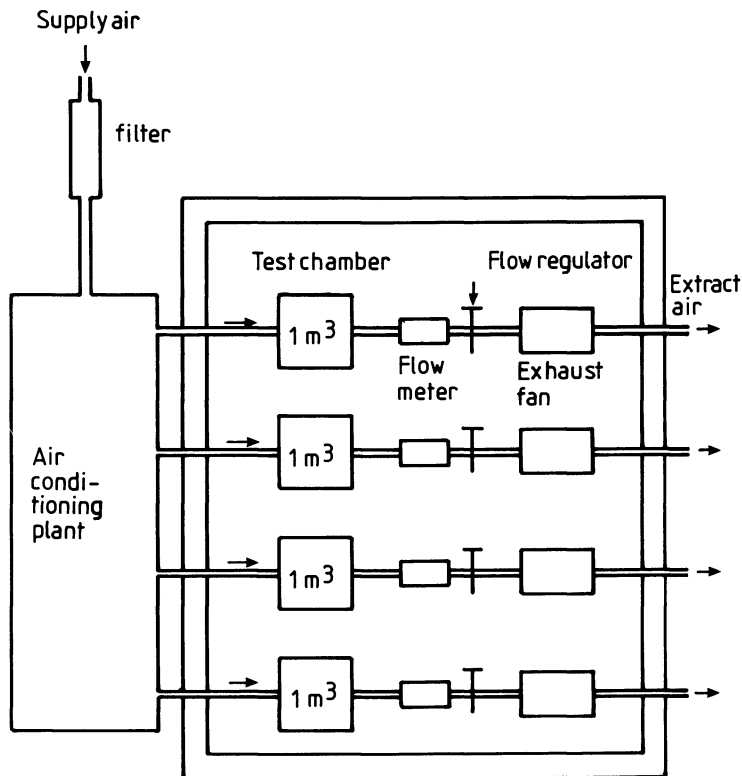 Supply air
filter
Test chamber
Flow regulator
Extract
air
1 m³
Flow
meter
Exhaust
fan
Air
condi-
tioning
plant
1 m³
1 m³
1 m³